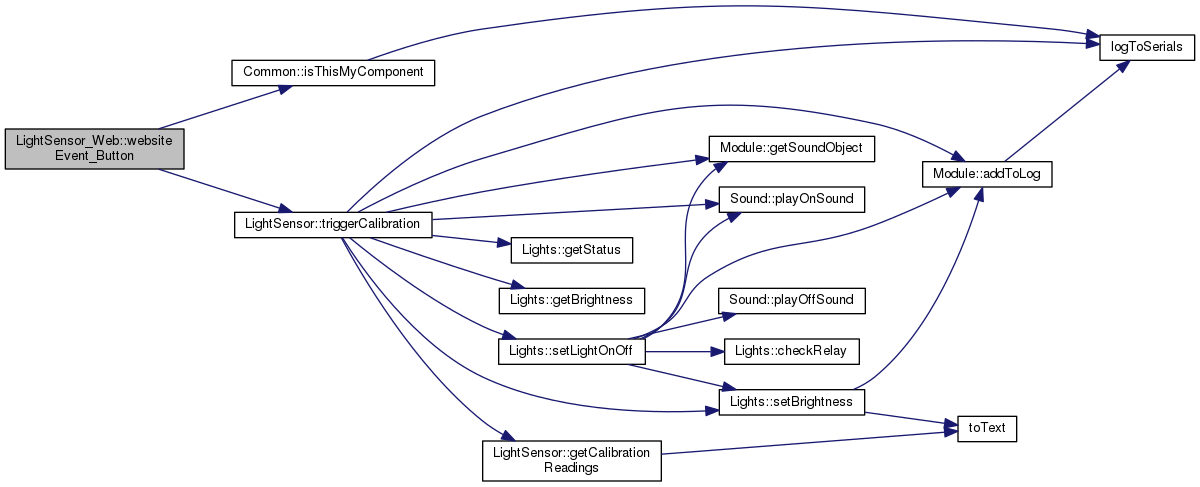 LightSensor_Web::website
Event_Button
Common::isThisMyComponent
LightSensor::triggerCalibration
logToSerials
Module::getSoundObject
Module::addToLog
Sound::playOnSound
Lights::getStatus
Lights::getBrightness
Sound::playOffSound
Lights::setLightOnOff
Lights::checkRelay
Lights::setBrightness
toText
LightSensor::getCalibration
Readings